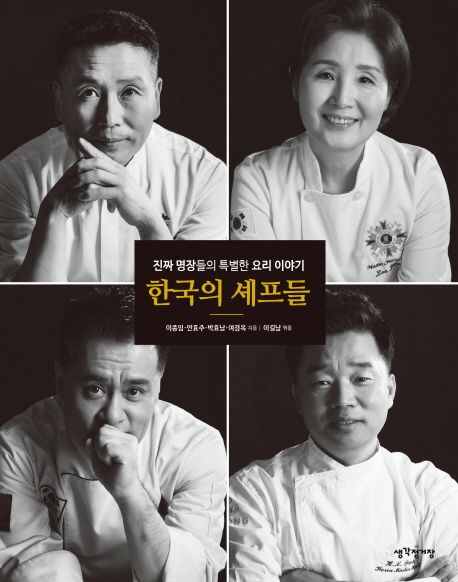 진짜 명장들의 특별한 요리 이야기
한국의 셰프들
이종임·안효주·박효남·여경옥 지음 | 이길남 엮음
생각정거장